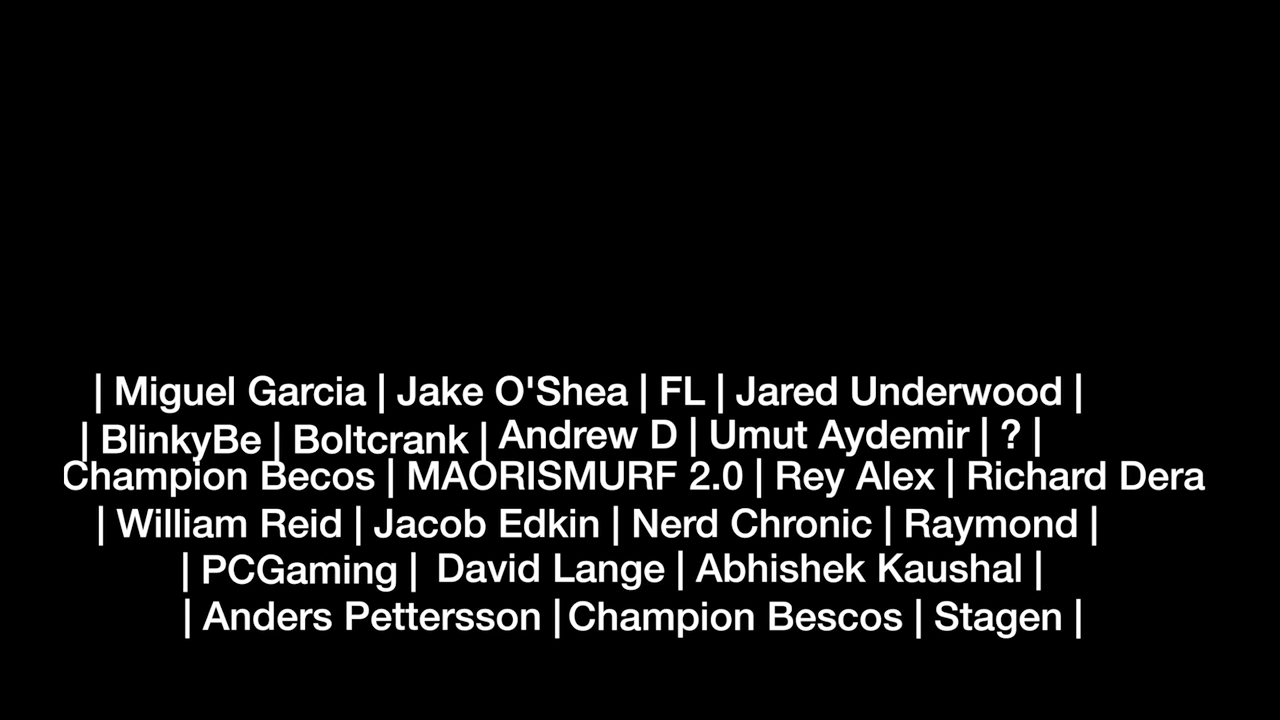 | Miguel Garcia | Jake O'Shea | FL | Jared Underwood |
| BlinkyBe | Boltcrank | Andrew D | Umut Aydemir | ? |
Champion Becos | MAORISMURF 2.0 | Rey Alex | Richard Dera
| William Reid | Jacob Edkin | Nerd Chronic | Raymond |
| PCGaming | David Lange | Abhishek Kaushal |
| Anders Pettersson | Champion Bescos | Stagen |